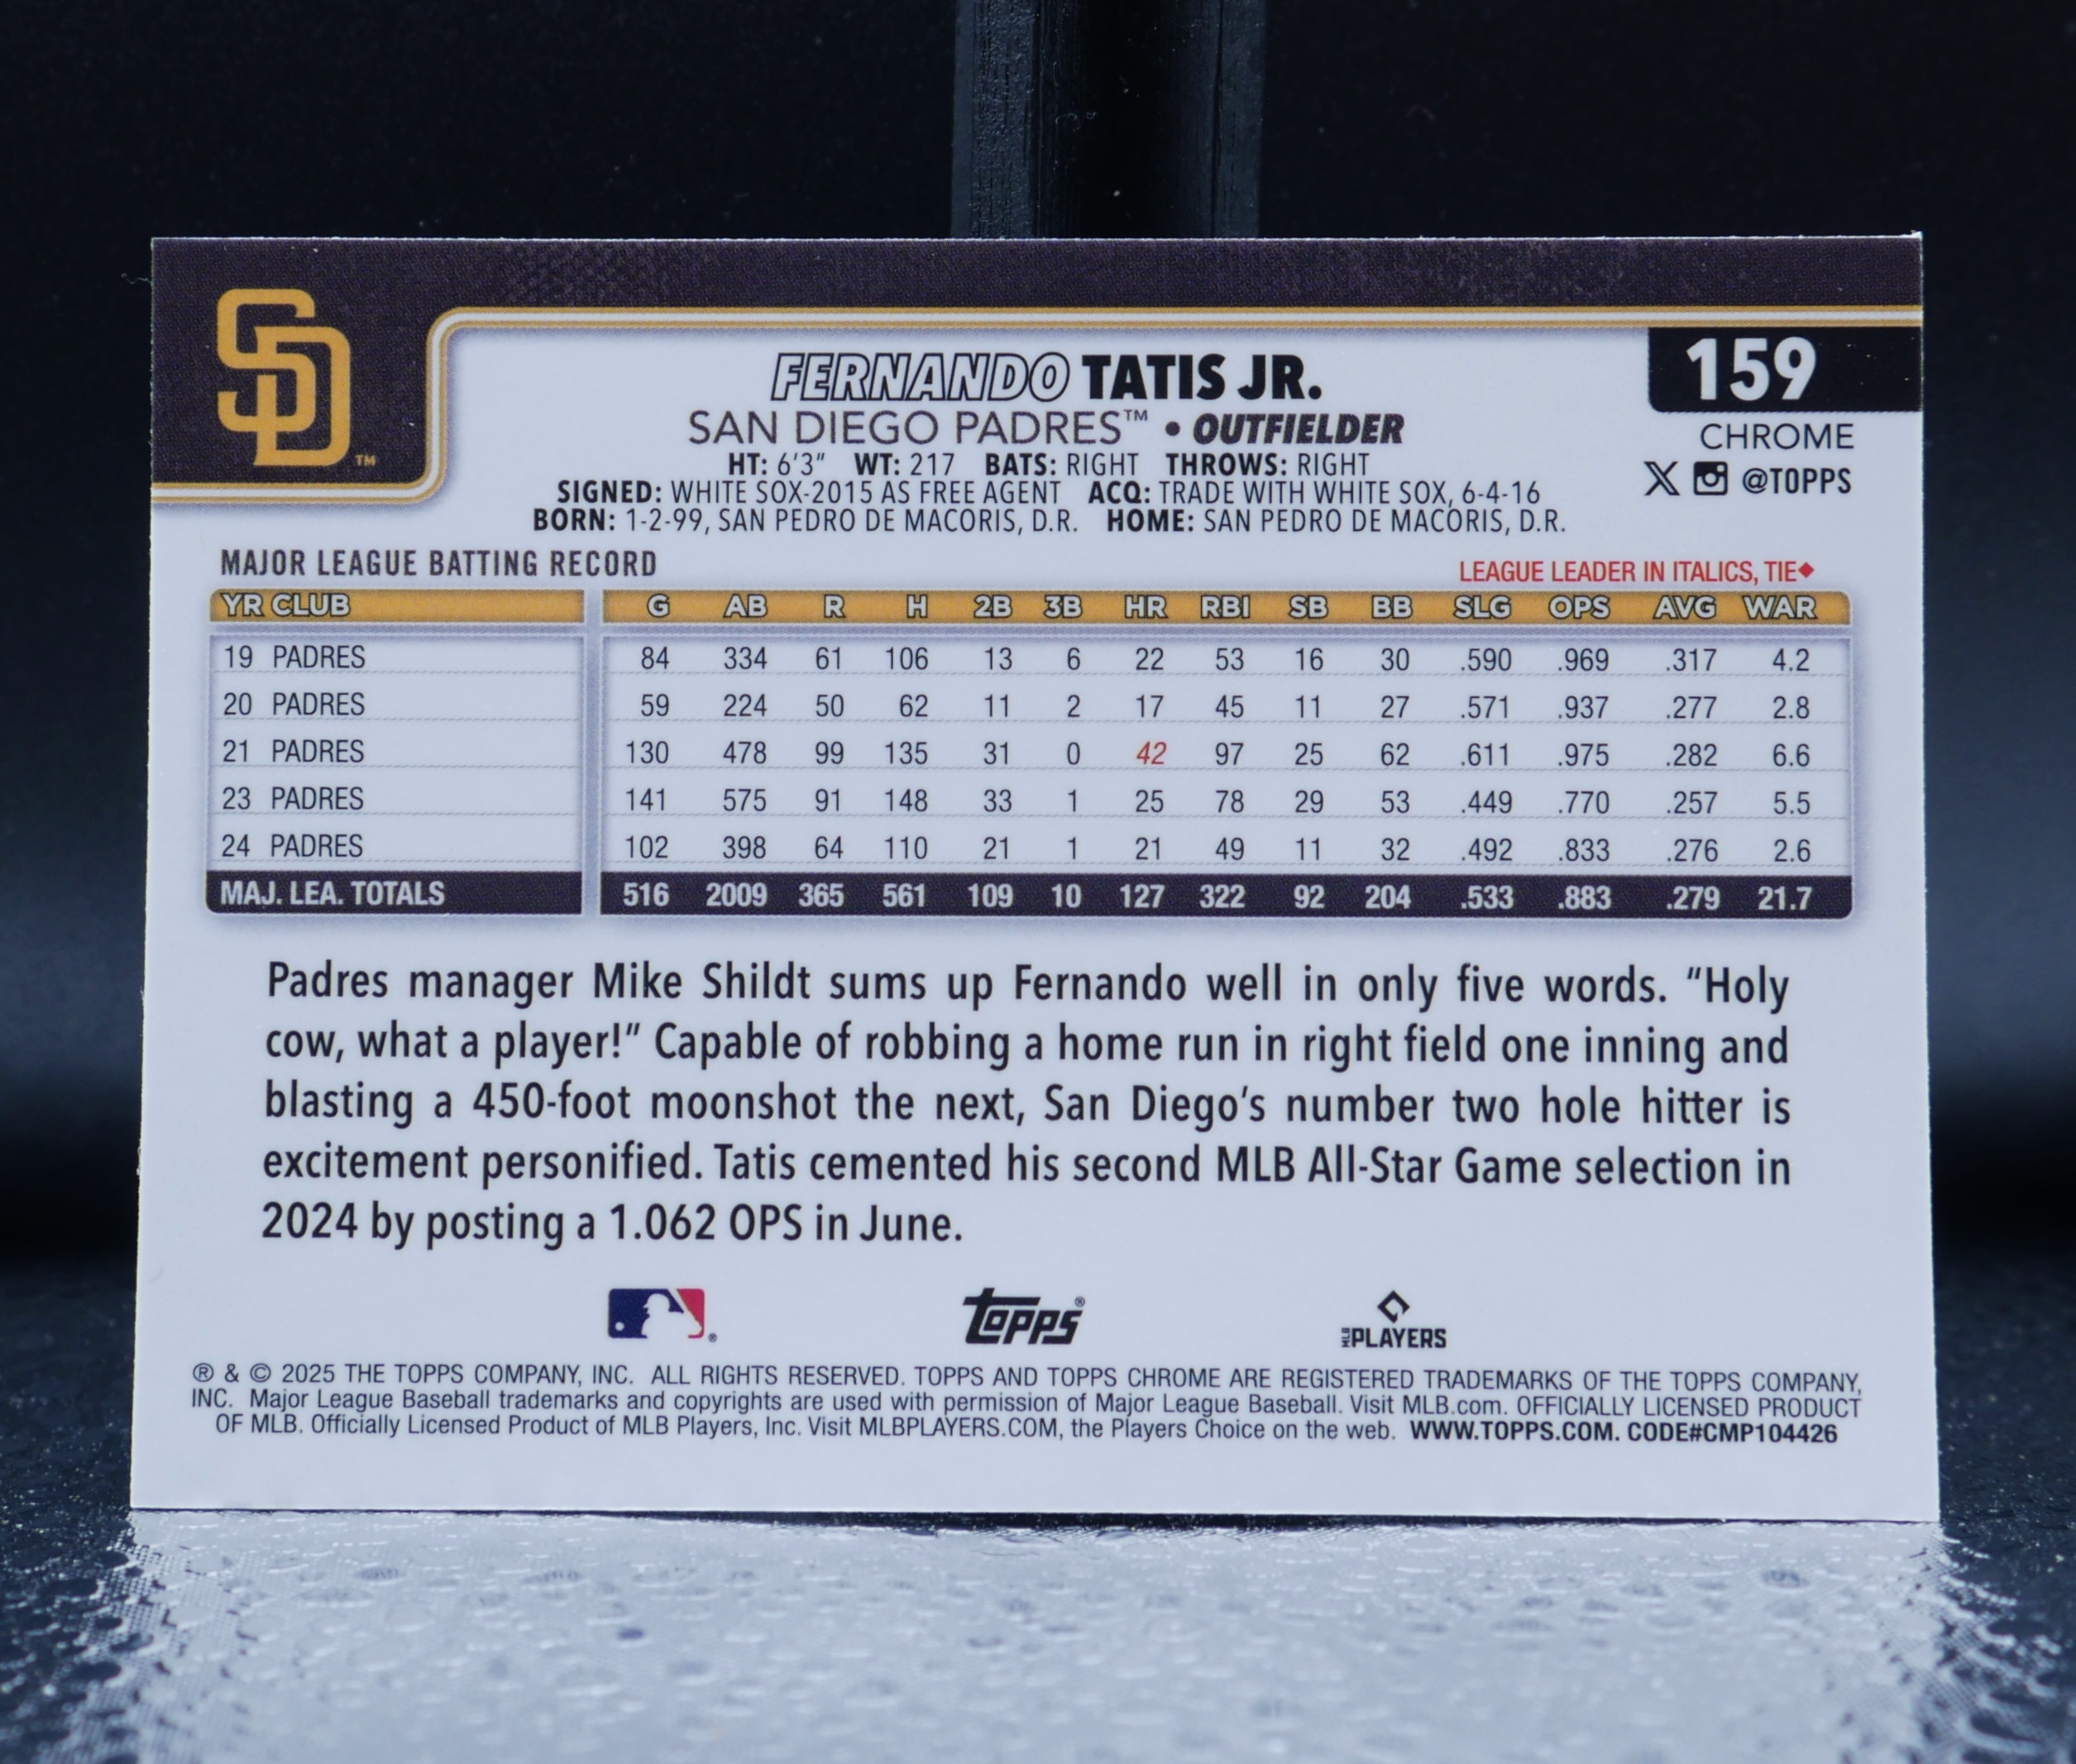 SD™
FERNANDO TATIS JR.
SAN DIEGO PADRES™ • OUTFIELDER
HT: 6'3" WT: 217 BATS: RIGHT THROWS: RIGHT
SIGNED: WHITE SOX-2015 AS FREE AGENT ACQ: TRADE WITH WHITE SOX, 6-4-16
BORN: 1-2-99, SAN PEDRO DE MACORIS, D.R. HOME: SAN PEDRO DE MACORIS, D.R.
159
CHROME
X @TOPPS
MAJOR LEAGUE BATTING RECORD
LEAGUE LEADER IN ITALICS, TIE♦
YR CLUB G AB R H 2B 3B HR RBI SB BB SLG OPS AVG WAR
19 PADRES 84 334 61 106 13 6 22 53 16 30 .590 .969 .317 4.2
20 PADRES 59 224 50 62 11 2 17 45 11 27 .571 .937 .277 2.8
21 PADRES 130 478 99 135 31 0 42 97 25 62 .611 .975 .282 6.6
23 PADRES 141 575 91 148 33 1 25 78 29 53 .449 .770 .257 5.5
24 PADRES 102 398 64 110 21 1 21 49 11 32 .492 .833 .276 2.6
MAJ. LEA. TOTALS 516 2009 365 561 109 10 127 322 92 204 .533 .883 .279 21.7
Padres manager Mike Shildt sums up Fernando well in only five words. "Holy
cow, what a player!" Capable of robbing a home run in right field one inning and
blasting a 450-foot moonshot the next, San Diego's number two hole hitter is
excitement personified. Tatis cemented his second MLB All-Star Game selection in
2024 by posting a 1.062 OPS in June.
® topps® MLB PLAYERS
® & © 2025 THE TOPPS COMPANY, INC. ALL RIGHTS RESERVED. TOPPS AND TOPPS CHROME ARE REGISTERED TRADEMARKS OF THE TOPPS COMPANY,
INC. Major League Baseball trademarks and copyrights are used with permission of Major League Baseball. Visit MLB.com. OFFICIALLY LICENSED PRODUCT
OF MLB. Officially Licensed Product of MLB Players, Inc. Visit MLBPLAYERS.COM, the Players Choice on the web. WWW.TOPPS.COM. CODE#CMP104426